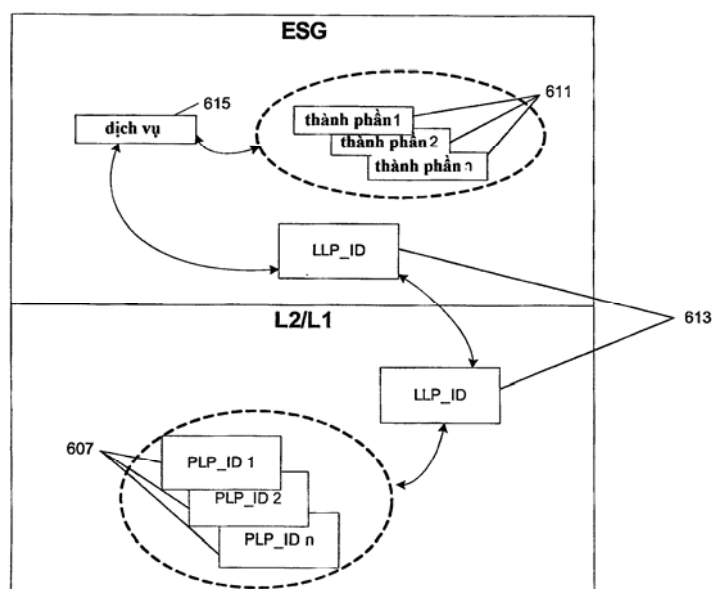 ESG
615
dịch vụ
611
thành phần 1
thành phần 2
thành phần n
LLP_ID
613
L2/L1
LLP_ID
607
PLP_ID 1
PLP_ID 2
PLP_ID n